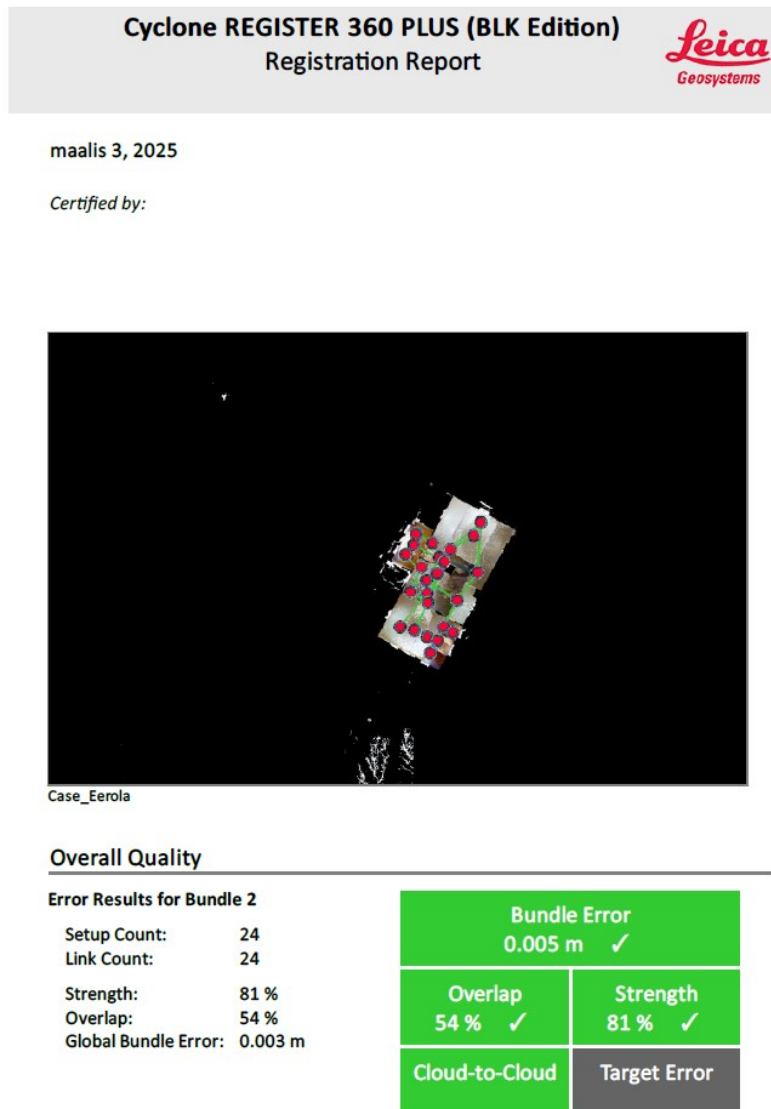 Cyclone REGISTER 360 PLUS (BLK Edition)
Registration Report
Leica
Geosystems
maalis 3, 2025
Certified by:
Case_Eerola
Overall Quality
Error Results for Bundle 2
Setup Count: 24
Link Count: 24
Strength: 81 %
Overlap: 54 %
Global Bundle Error: 0.003 m
Bundle Error
0.005 m ✓
Overlap
54 % ✓
Strength
81 % ✓
Cloud-to-Cloud
Target Error